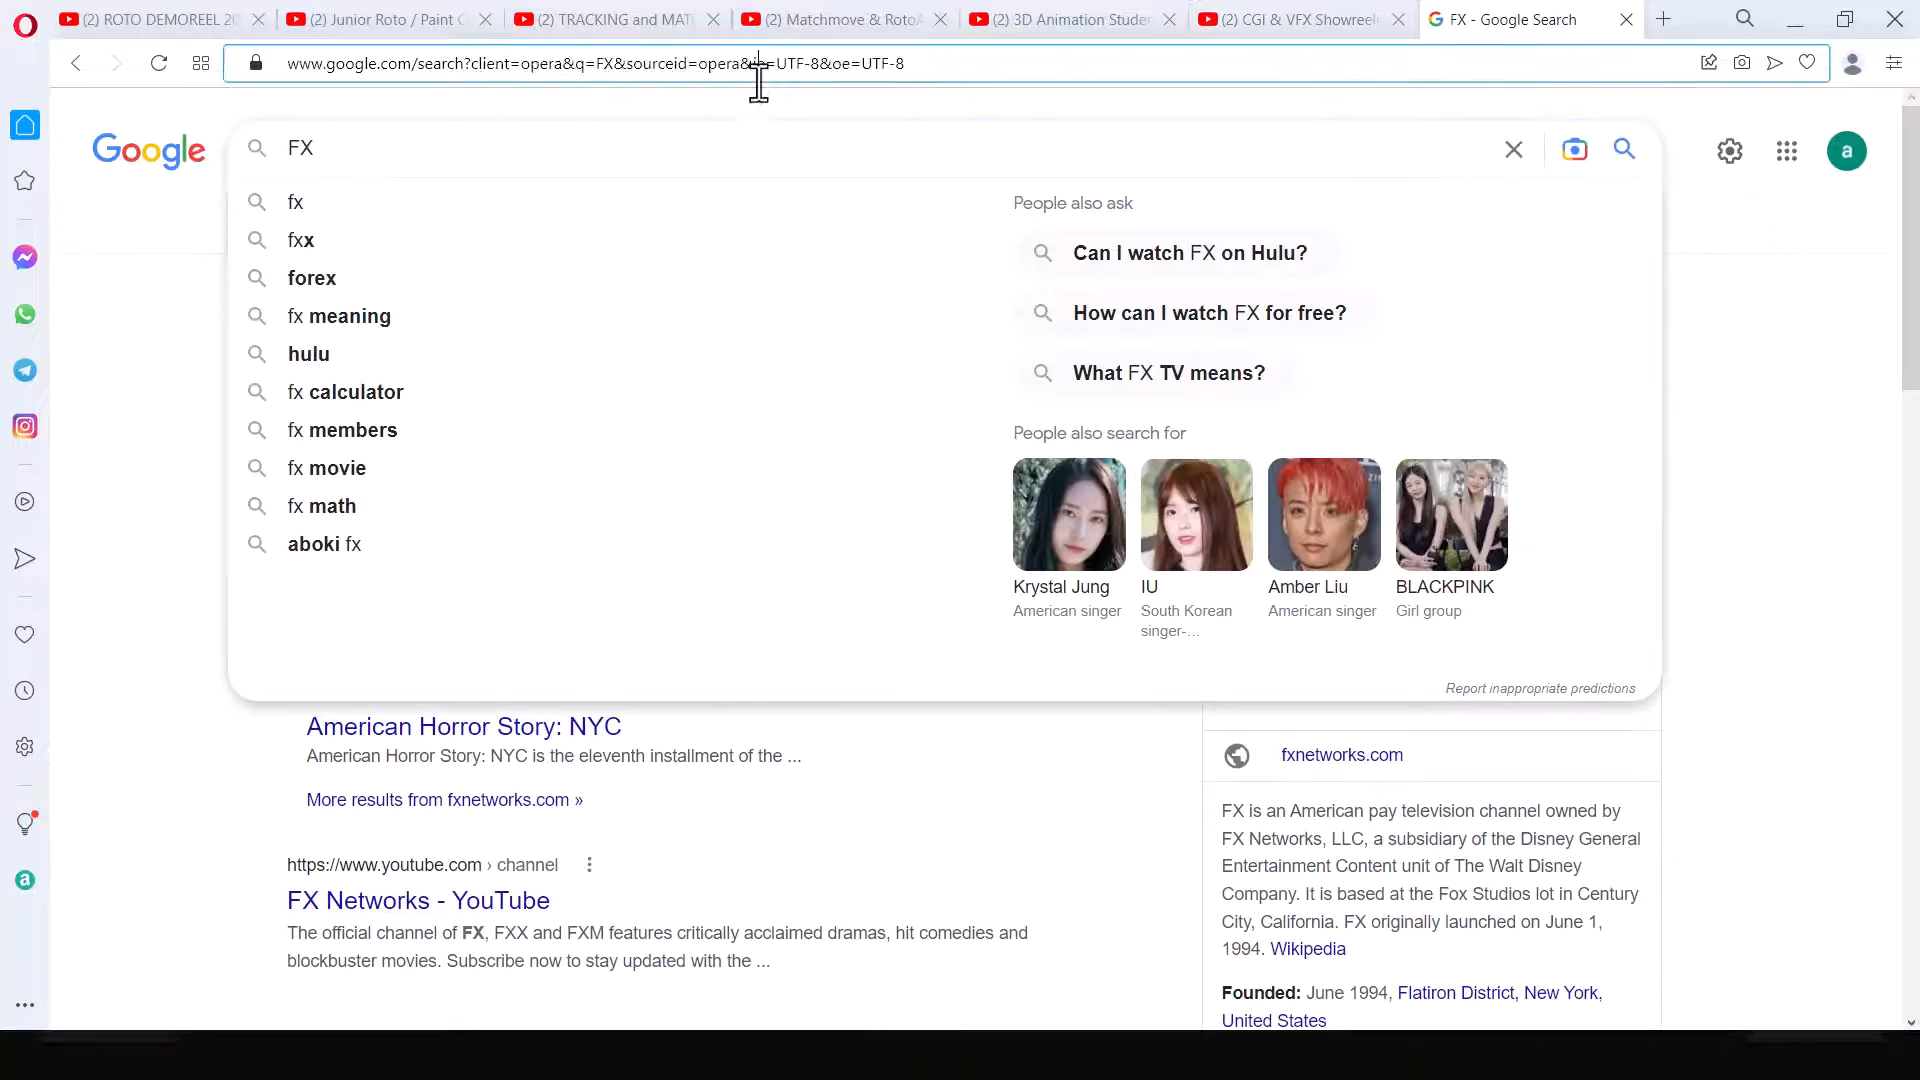 (2) ROTO DEMOREEL 20
(2) Junior Roto / Paint
(2) TRACKING and MAT
(2) Matchmove & RotoA
(2) 3D Animation Studen
(2) CGI & VFX Showreel
FX - Google Search
www.google.com/search?client=opera&q=FX&sourceid=opera&ie=UTF-8&oe=UTF-8
Google
FX
a
fx
fxx
forex
fx meaning
hulu
fx calculator
fx members
fx movie
fx math
aboki fx
People also ask
Can I watch FX on Hulu?
How can I watch FX for free?
What FX TV means?
People also search for
Krystal Jung
American singer
IU
South Korean
singer-...
Amber Liu
American singer
BLACKPINK
Girl group
Report inappropriate predictions
American Horror Story: NYC
American Horror Story: NYC is the eleventh installment of the ...
More results from fxnetworks.com »
https://www.youtube.com › channel
FX Networks - YouTube
The official channel of FX, FXX and FXM features critically acclaimed dramas, hit comedies and
blockbuster movies. Subscribe now to stay updated with the ...
fxnetworks.com
FX is an American pay television channel owned by
FX Networks, LLC, a subsidiary of the Disney General
Entertainment Content unit of The Walt Disney
Company. It is based at the Fox Studios lot in Century
City, California. FX originally launched on June 1,
1994. Wikipedia
Founded: June 1994, Flatiron District, New York,
United States
a